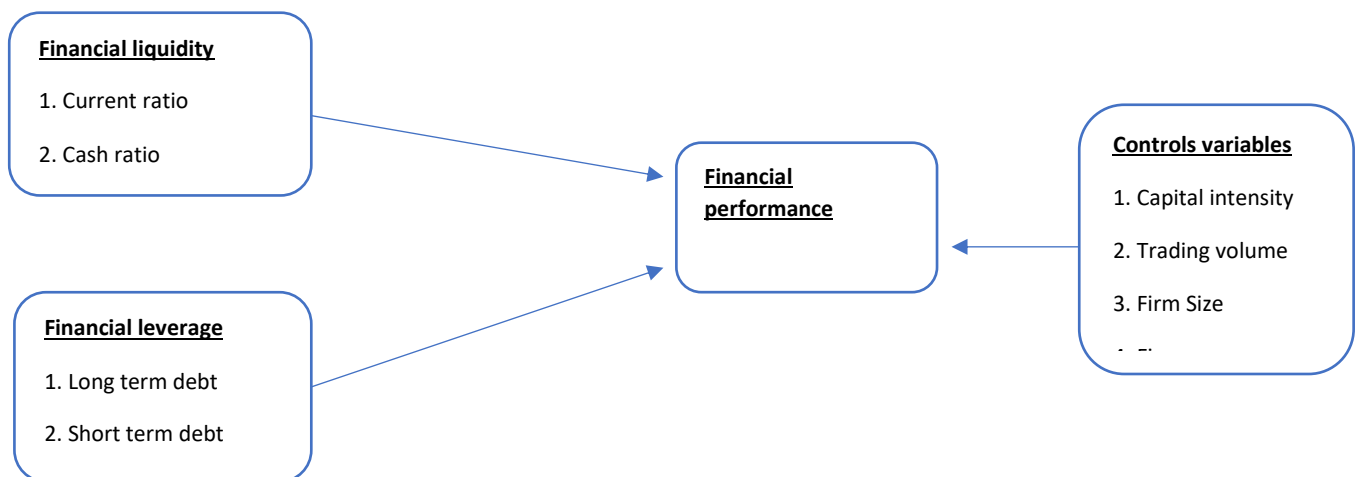 Financial liquidity
1. Current ratio
2. Cash ratio
Financial leverage
1. Long term debt
2. Short term debt
Financial
performance
Controls variables
1. Capital intensity
2. Trading volume
3. Firm Size